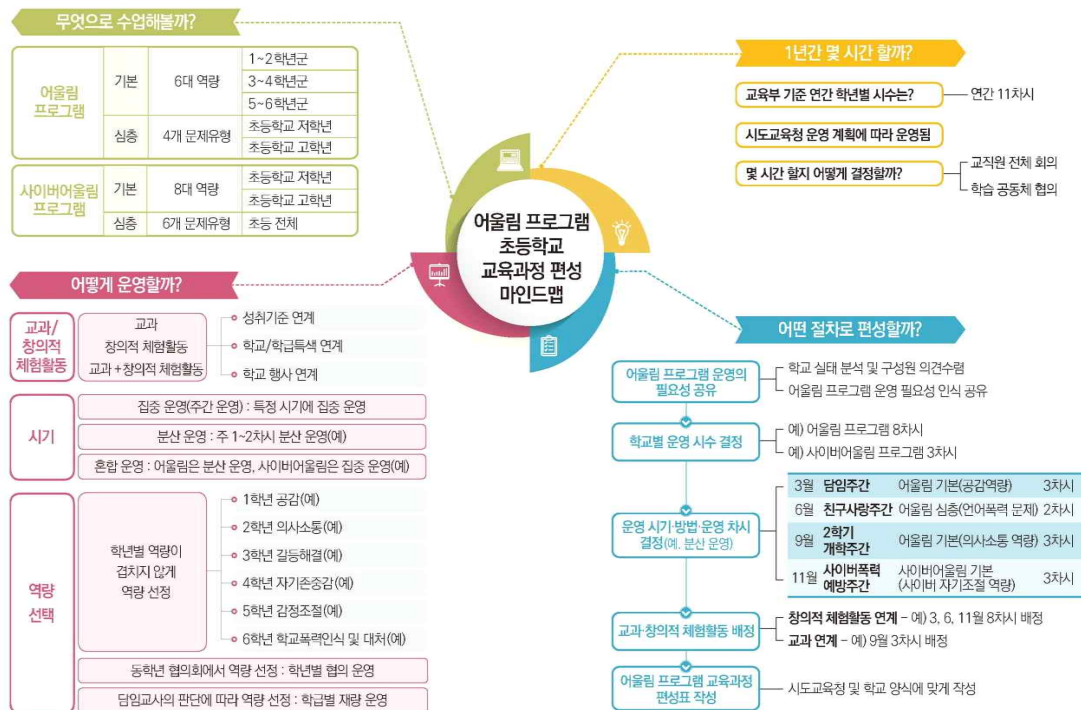 무엇으로 수업해볼까?
어울림
프로그램
기본
6대 역량
1~2학년군
3~4학년군
5~6학년군
심층
4개 문제유형
초등학교 저학년
초등학교 고학년
사이버어울림
프로그램
기본
8대 역량
초등학교 저학년
초등학교 고학년
심층
6개 문제유형
초등 전체
1년간 몇 시간 할까?
교육부 기준 연간 학년별 시수는?
연간 11차시
시도교육청 운영 계획에 따라 운영됨
몇 시간 할지 어떻게 결정할까?
교직원 전체 회의
학습 공동체 협의
어울림 프로그램
초등학교
교육과정 편성
마인드맵
어떻게 운영할까?
교과/
창의적
체험활동
교과
창의적 체험활동
교과+창의적 체험활동
성취기준 연계
학교/학급특색 연계
학교 행사 연계
시기
집중 운영(주간 운영) : 특정 시기에 집중 운영
분산 운영 : 주 1~2차시 분산 운영(예)
혼합 운영 : 어울림은 분산 운영, 사이버어울림은 집중 운영(예)
역량
선택
학년별 역량이
겹치지 않게
역량 선정
1학년 공감(예)
2학년 의사소통(예)
3학년 갈등해결(예)
4학년 자기존중감(예)
5학년 감정조절(예)
6학년 학교폭력인식 및 대처(예)
동학년 협의회에서 역량 선정 : 학년별 협의 운영
담임교사의 판단에 따라 역량 선정 : 학급별 재량 운영
어떤 절차로 편성할까?
어울림 프로그램 운영의
필요성 공유
학교 실태 분석 및 구성원 의견수렴
어울림 프로그램 운영 필요성 인식 공유
학교별 운영 시수 결정
예) 어울림 프로그램 8차시
예) 사이버어울림 프로그램 3차시
운영 시기·방법·운영 차시
결정(예. 분산 운영)
3월 담임주간 어울림 기본(공감역량) 3차시
6월 친구사랑주간 어울림 심층(언어폭력 문제) 2차시
9월 2학기 개학주간 어울림 기본(의사소통 역량) 3차시
11월 사이버폭력 예방주간 사이버어울림 기본 (사이버 자기조절 역량) 3차시
교과·창의적 체험활동 배정
창의적 체험활동 연계 – 예) 3, 6, 11월 8차시 배정
교과 연계 – 예) 9월 3차시 배정
어울림 프로그램 교육과정
편성표 작성
시도교육청 및 학교 양식에 맞게 작성